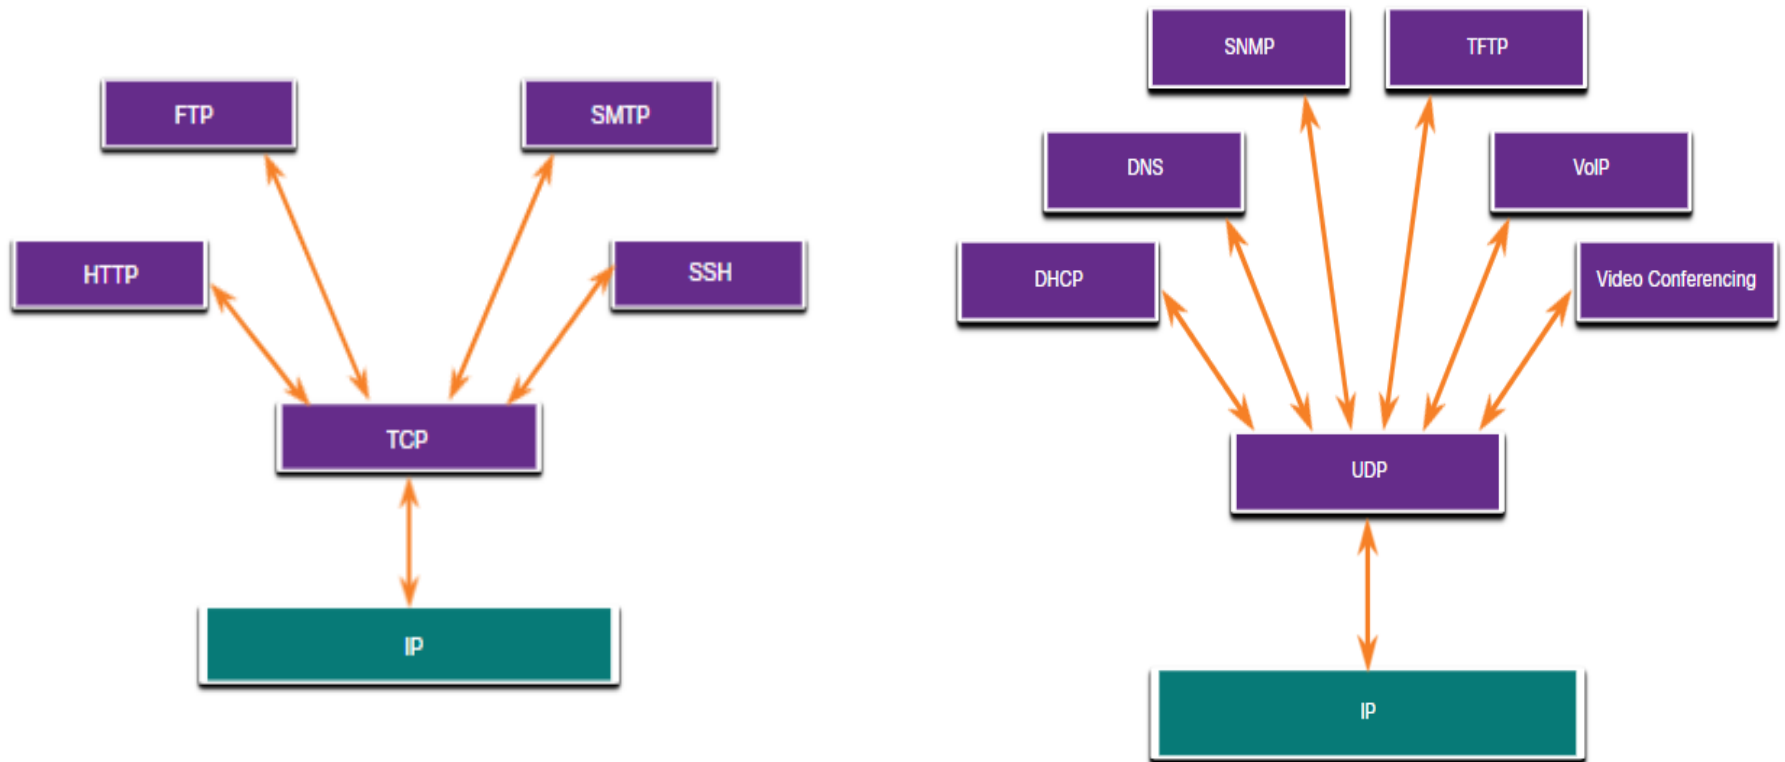 FTP
SMTP
HTTP
SSH
TCP
IP
SNMP
TFTP
DNS
VoIP
DHCP
Video Conferencing
UDP
IP